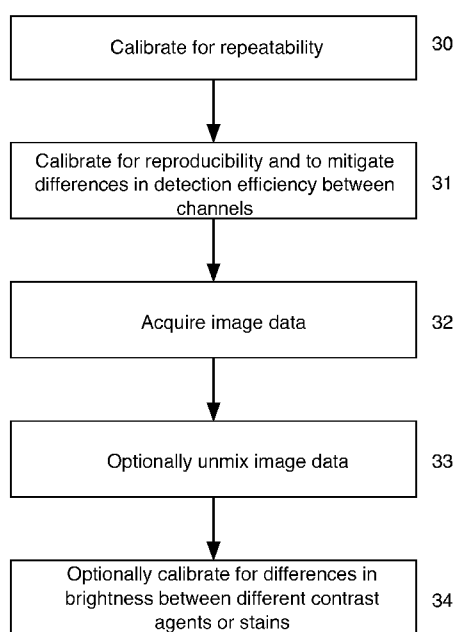 Calibrate for repeatability
30
Calibrate for reproducibility and to mitigate
differences in detection efficiency between
channels
31
Acquire image data
32
Optionally unmix image data
33
Optionally calibrate for differences in
brightness between different contrast
agents or stains
34